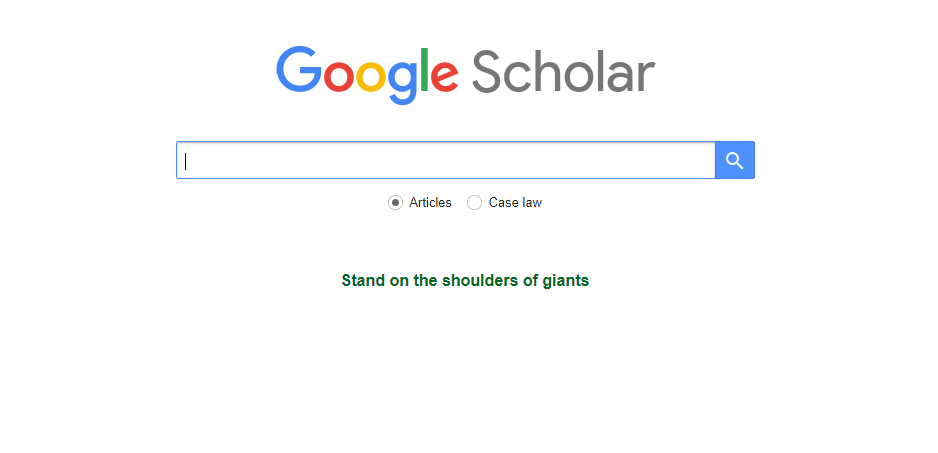 Google Scholar
Articles Case law
Stand on the shoulders of giants